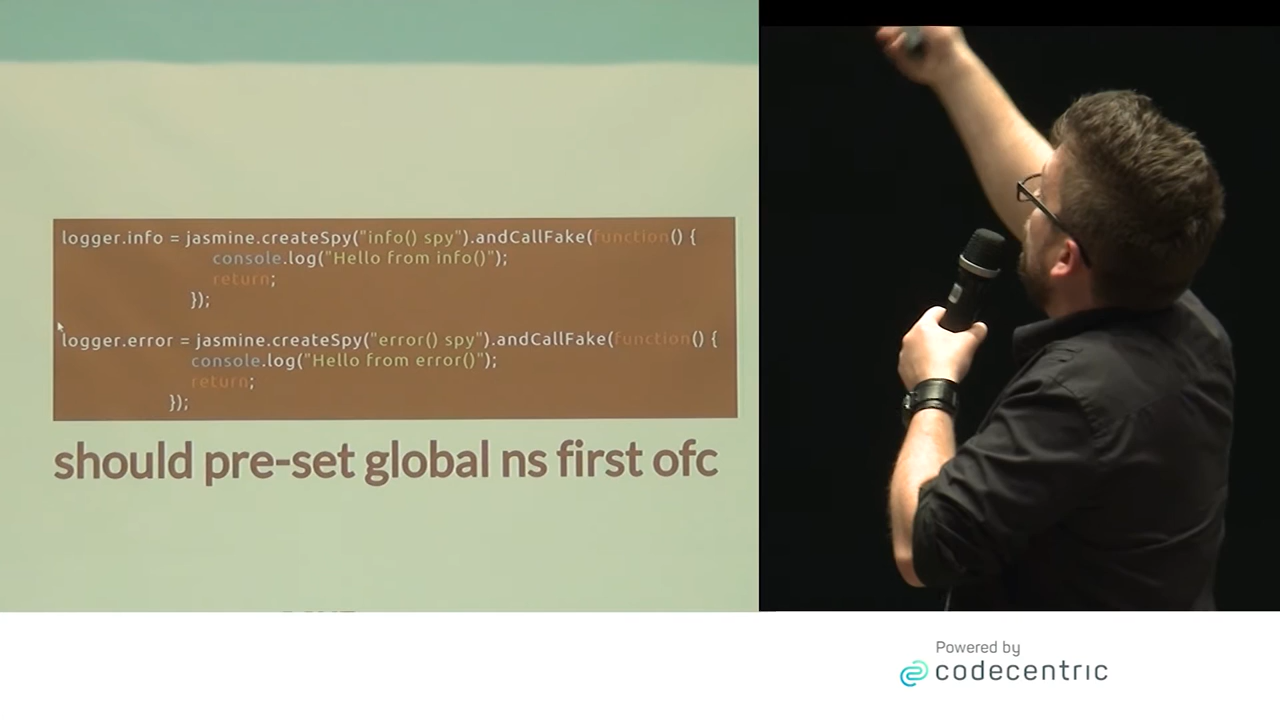 logger.info = jasmine.createSpy("info() spy").andCallFake(function() {
console.log("Hello from info()");
return;
});
logger.error = jasmine.createSpy("error() spy").andCallFake(function() {
console.log("Hello from error()");
return;
});
should pre-set global ns first ofc
Powered by
codecentric